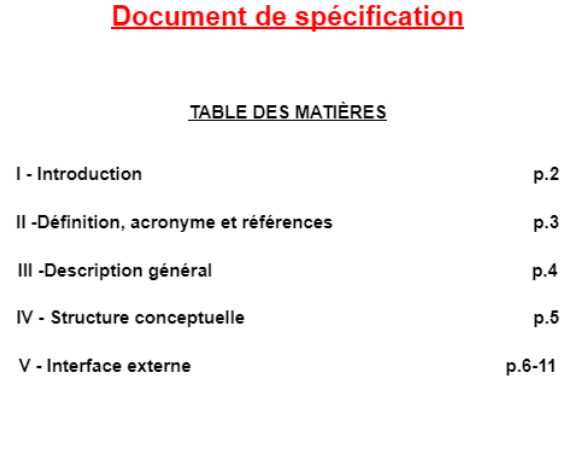 Document de spécification
TABLE DES MATIÈRES
I - Introduction p.2
II -Définition, acronyme et références p.3
III -Description général p.4
IV - Structure conceptuelle p.5
V - Interface externe p.6-11